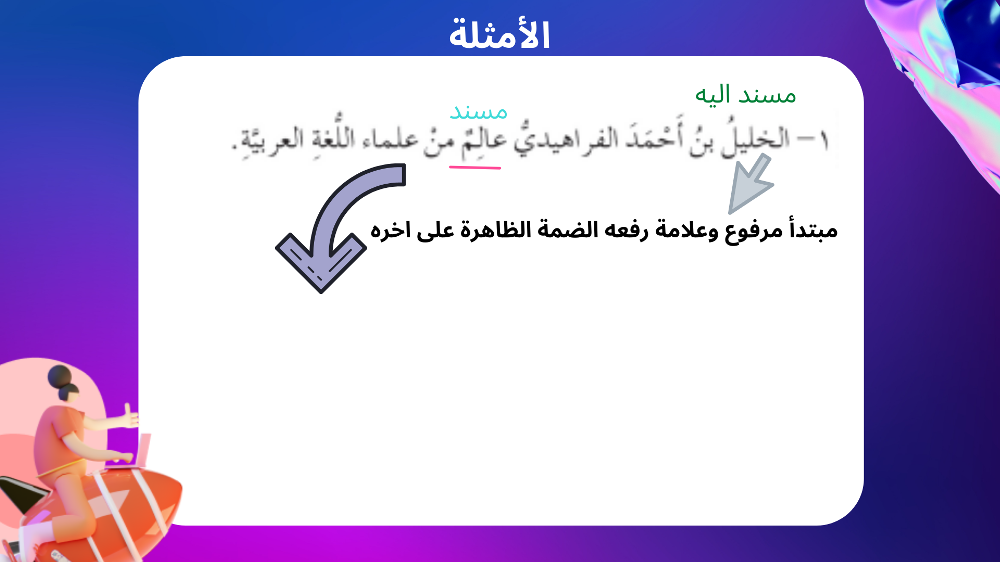 الأمثلة
مسند اليه
مسند
١ – الخليلُ بنُ أَحْمَدَ الفراهيديُّ عالِمٌ منْ علماء اللُّغةِ العربيَّةِ.
مبتدأ مرفوع وعلامة رفعه الضمة الظاهرة على اخره